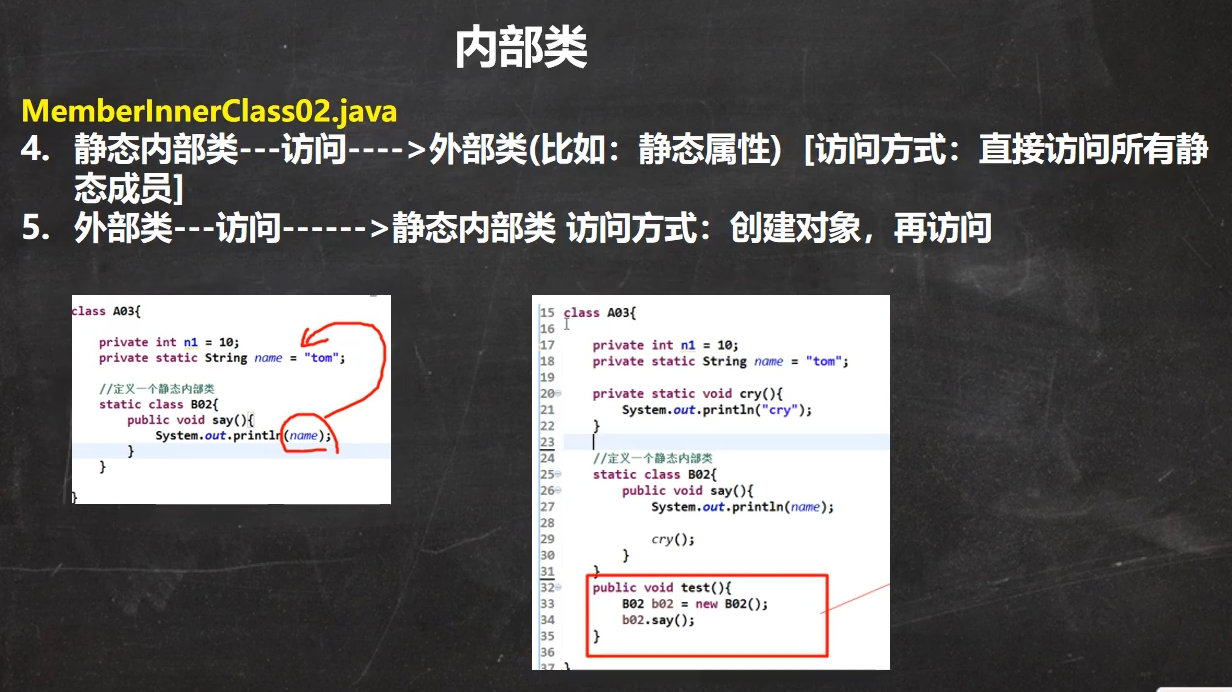 内部类
MemberInnerClass02.java
4. 静态内部类---访问---->外部类(比如：静态属性) [访问方式：直接访问所有静
态成员]
5. 外部类---访问------>静态内部类 访问方式：创建对象，再访问
class A03{
private int n1 = 10;
private static String name = "tom";
//定义一个静态内部类
static class B02{
public void say(){
System.out.println(name);
}
}
}
15 class A03{
16
17 private int n1 = 10;
18 private static String name = "tom";
19
20 private static void cry(){
21 System.out.println("cry");
22 }
23
24 //定义一个静态内部类
25 static class B02{
26 public void say(){
27 System.out.println(name);
28
29 cry();
30 }
31 }
32 public void test(){
33 B02 b02 = new B02();
34 b02.say();
35 }
36
37 }